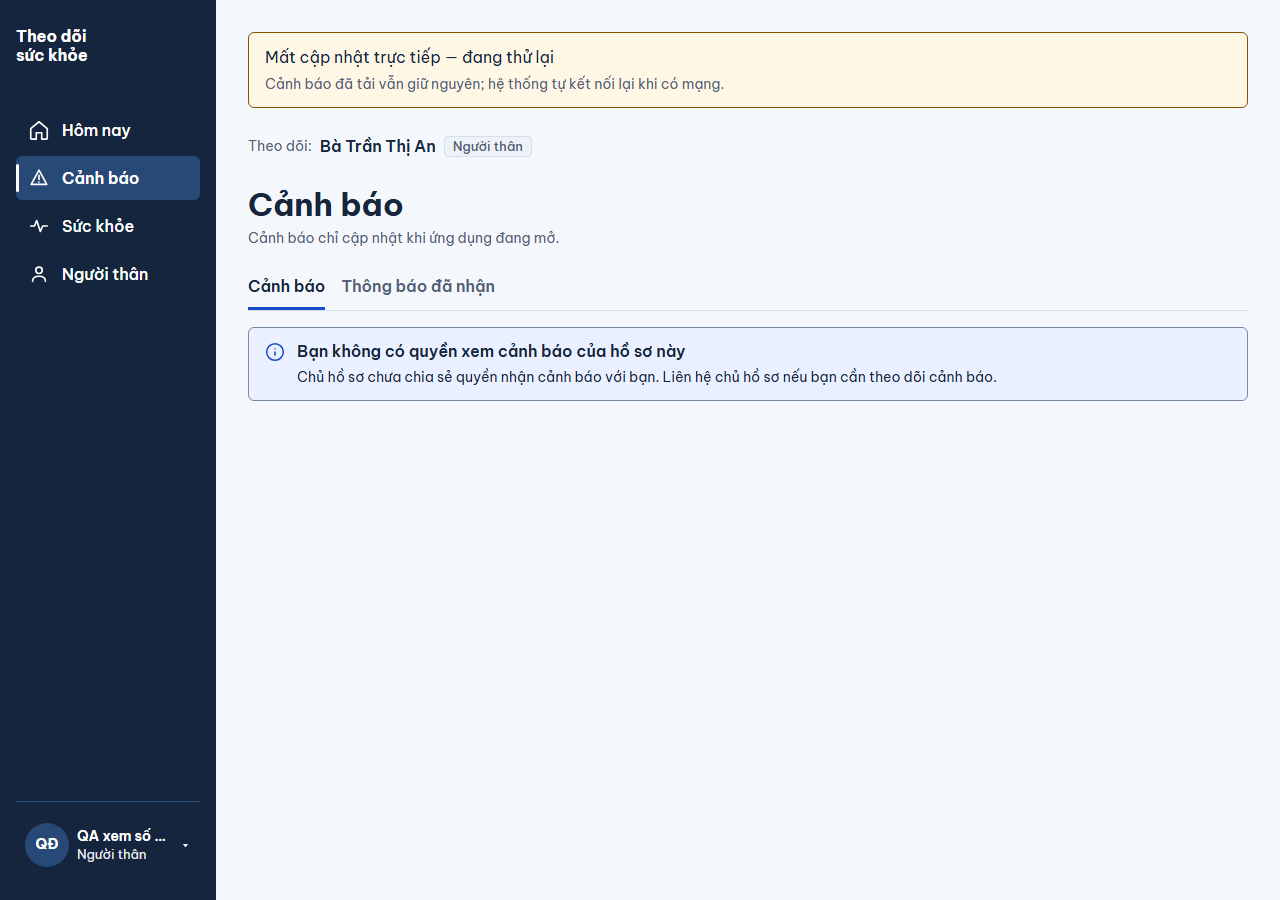 Theo dõi
sức khỏe
Hôm nay
Cảnh báo
Sức khỏe
Người thân
QĐ
QA xem số ...
Người thân
Mất cập nhật trực tiếp — đang thử lại
Cảnh báo đã tải vẫn giữ nguyên; hệ thống tự kết nối lại khi có mạng.
Theo dõi: Bà Trần Thị An Người thân
Cảnh báo
Cảnh báo chỉ cập nhật khi ứng dụng đang mở.
Cảnh báo Thông báo đã nhận
Bạn không có quyền xem cảnh báo của hồ sơ này
Chủ hồ sơ chưa chia sẻ quyền nhận cảnh báo với bạn. Liên hệ chủ hồ sơ nếu bạn cần theo dõi cảnh báo.